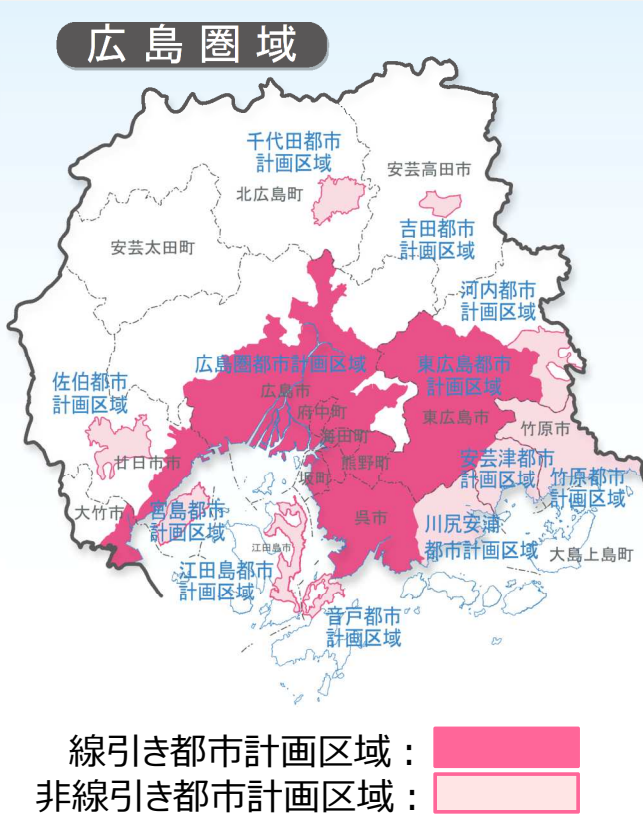 広島圏域
千代田都市
計画区域
安芸高田市
北広島町
吉田都市
計画区域
安芸太田町
河内都市
計画区域
広島圏都市計画区域
東広島都市
計画区域
佐伯都市
計画区域
広島市
府中町
東広島市
竹原市
海田町
熊野町
廿日市市
安芸津都市
計画区域
竹原都市
計画区域
坂町
大竹市
宮島都市
計画区域
呉市
川尻安浦
都市計画区域
大島上島町
江田島市
江田島都市
計画区域
音戸都市
計画区域
線引き都市計画区域：
非線引き都市計画区域：